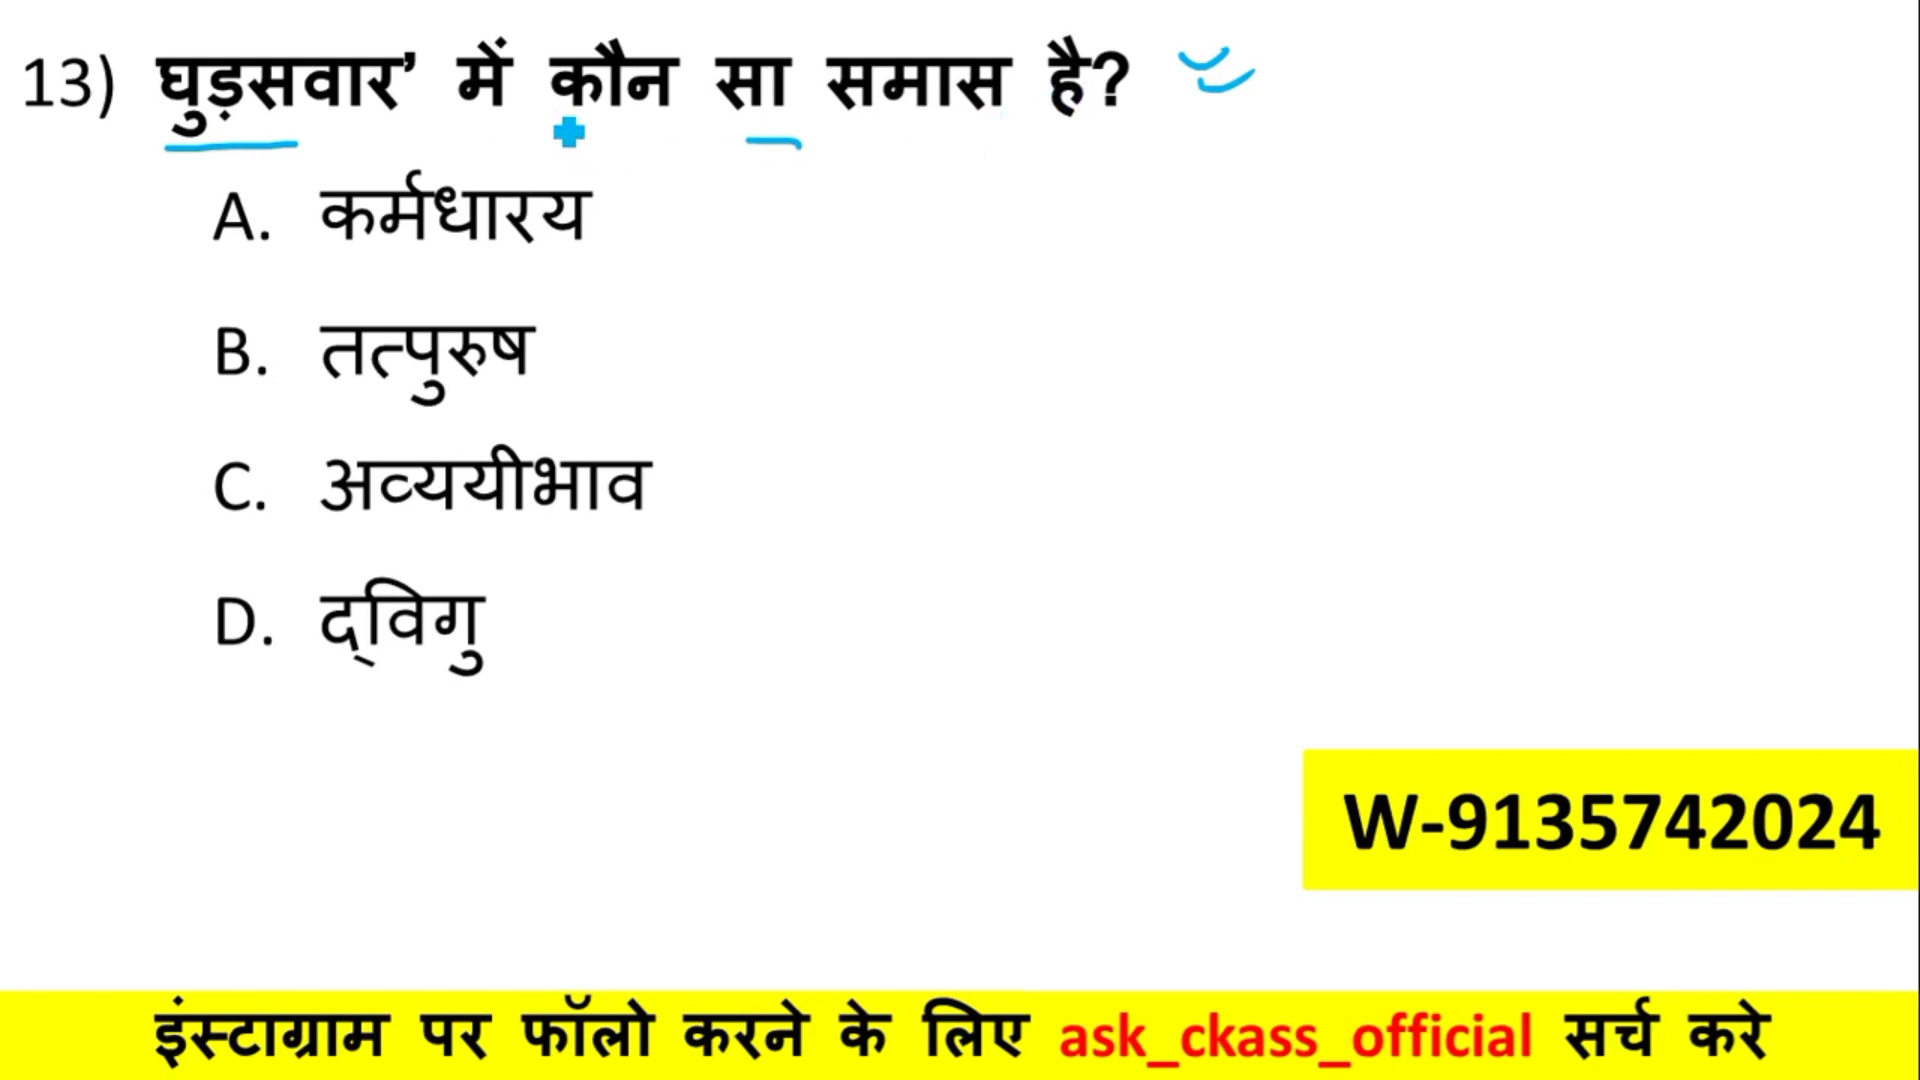 13) घुड़सवार’ में कौन सा समास है?
A. कर्मधारय
B. तत्पुरुष
C. अव्ययीभाव
D. द्विगु
W-9135742024
इंस्टाग्राम पर फॉलो करने के लिए ask_ckass_official सर्च करे